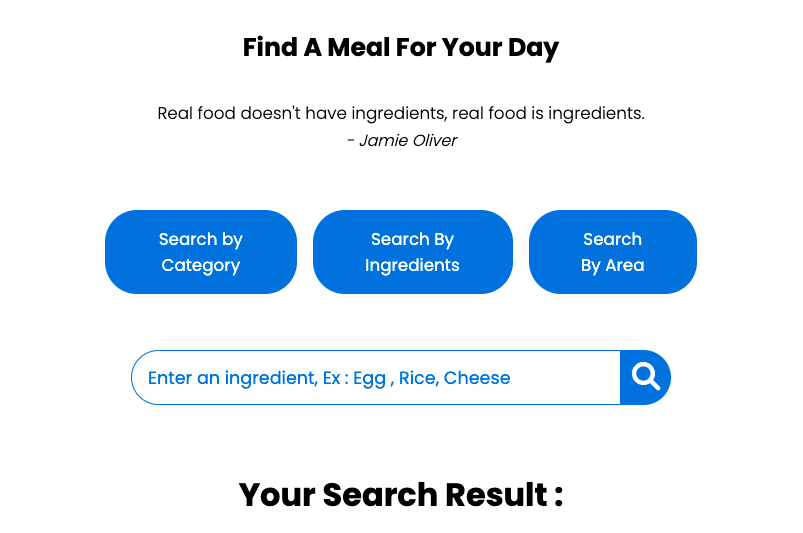 Find A Meal For Your Day
Real food doesn't have ingredients, real food is ingredients.
- Jamie Oliver
Search by
Category
Search By
Ingredients
Search
By Area
Enter an ingredient, Ex : Egg , Rice, Cheese
Your Search Result :